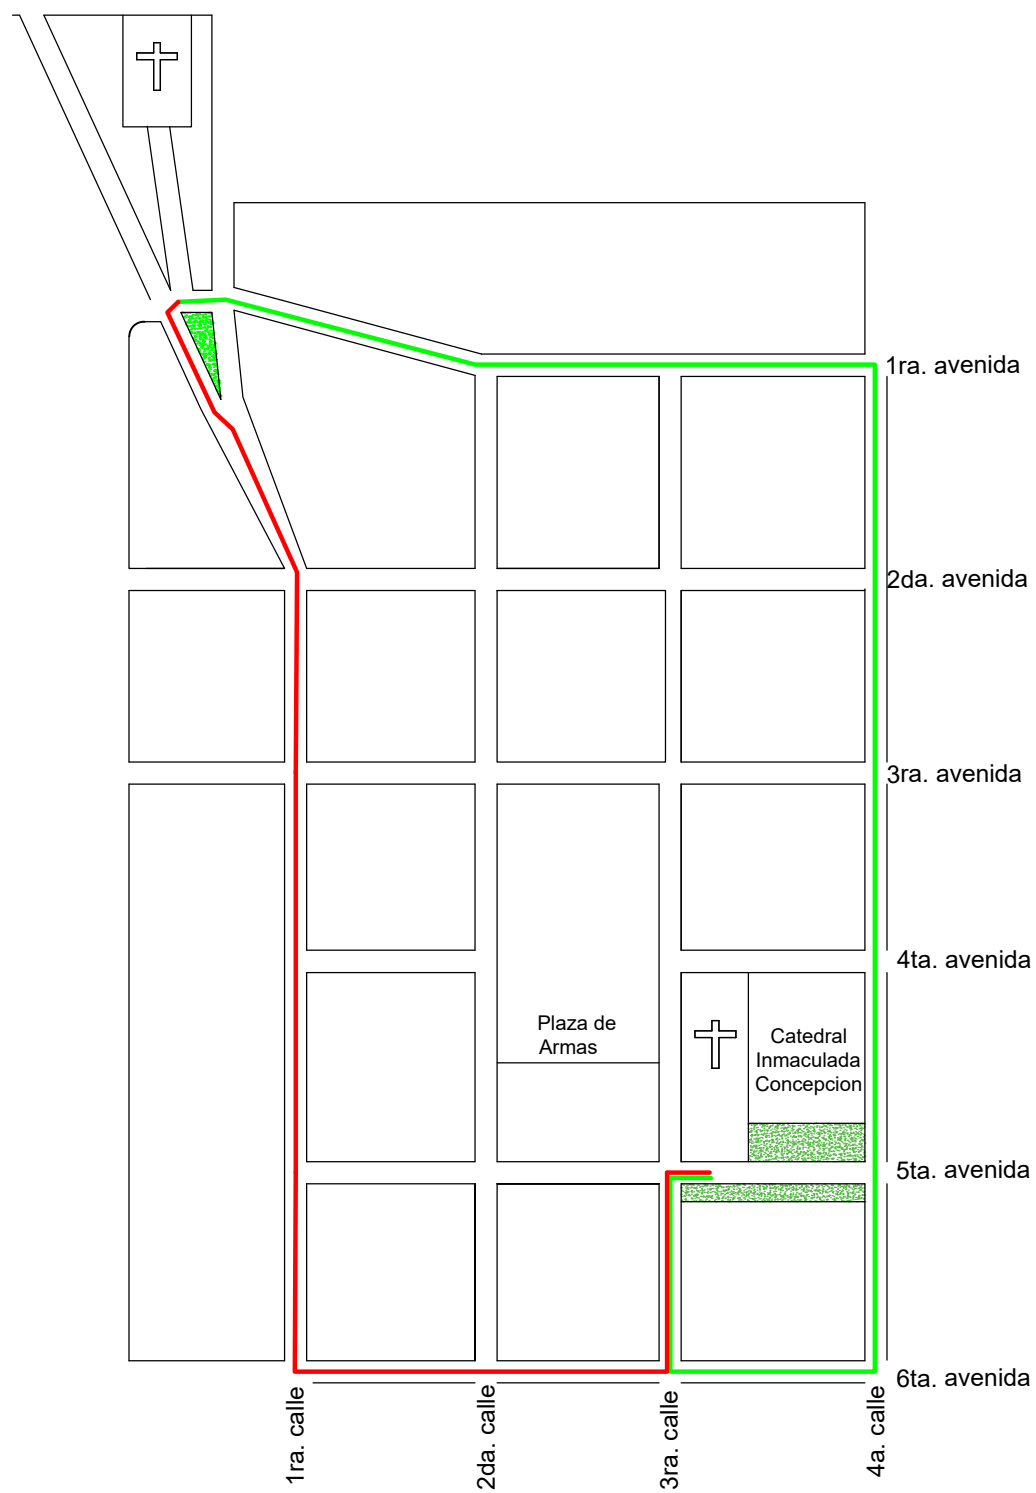 1ra. avenida
2da. avenida
3ra. avenida
4ta. avenida
Plaza de
Armas
Catedral
Inmaculada
Concepcion
5ta. avenida
6ta. avenida
1ra. calle
2da. calle
3ra. calle
4a. calle